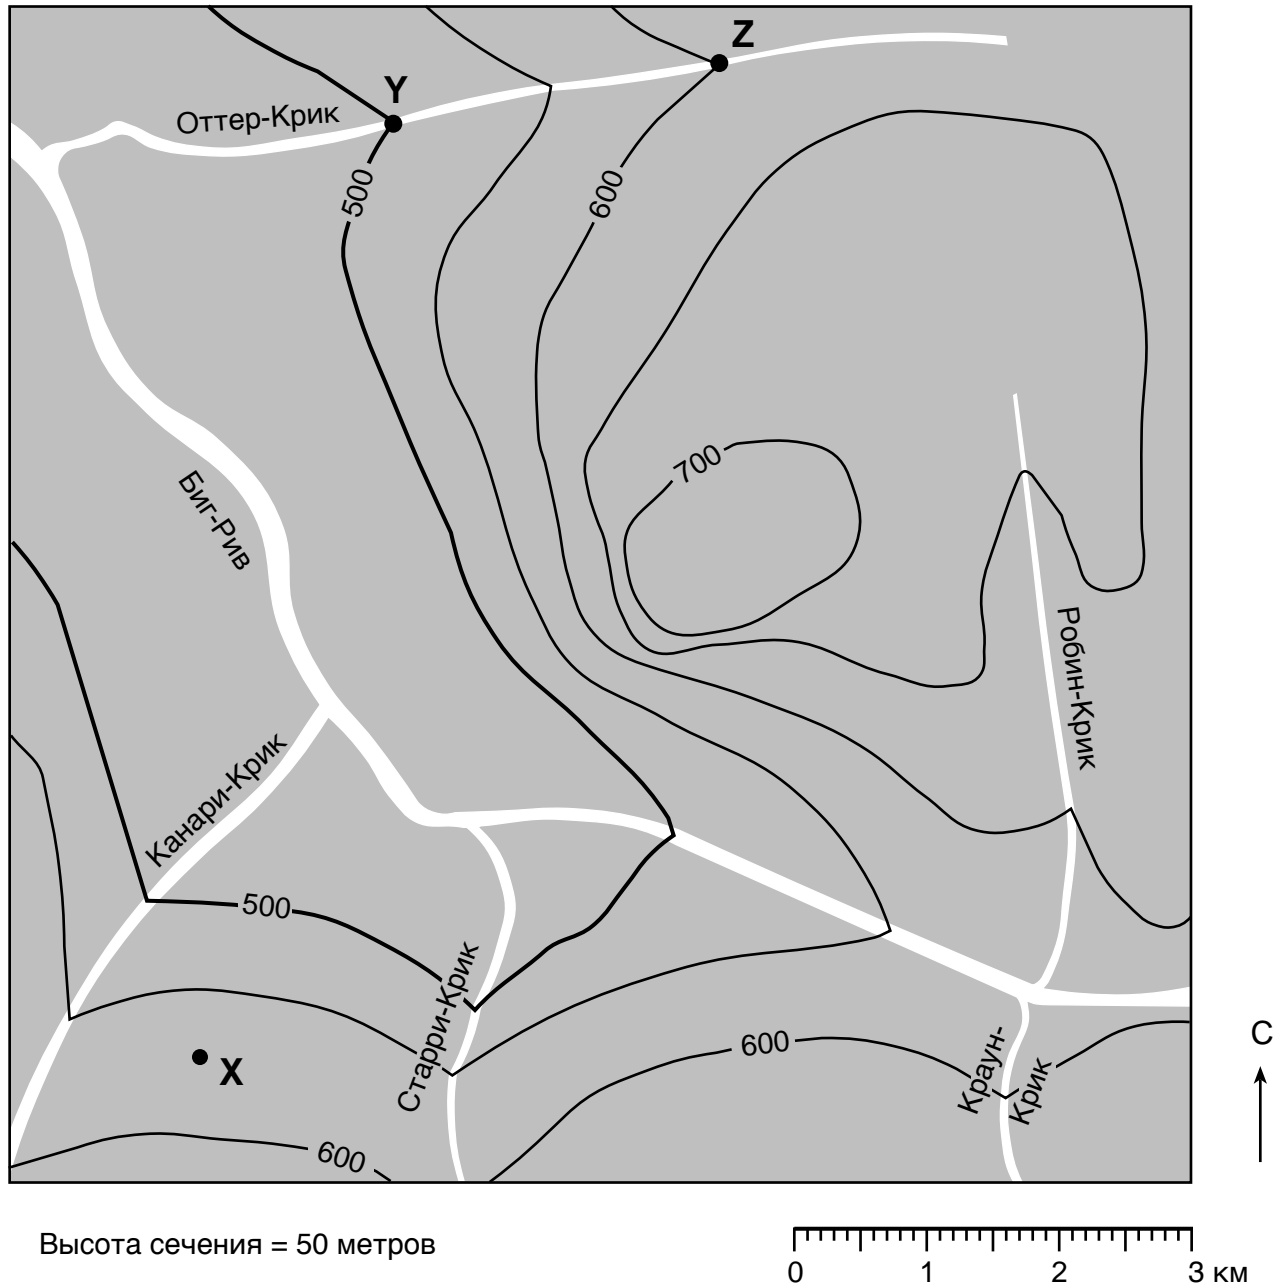 Z
Y
Оттер-Крик
500
600
700
Биг-Рив
Робин-Крик
Канари-Крик
500
Старри-Крик
600
Краун-
Крик
X
600
С
Высота сечения = 50 метров
0 1 2 3 км